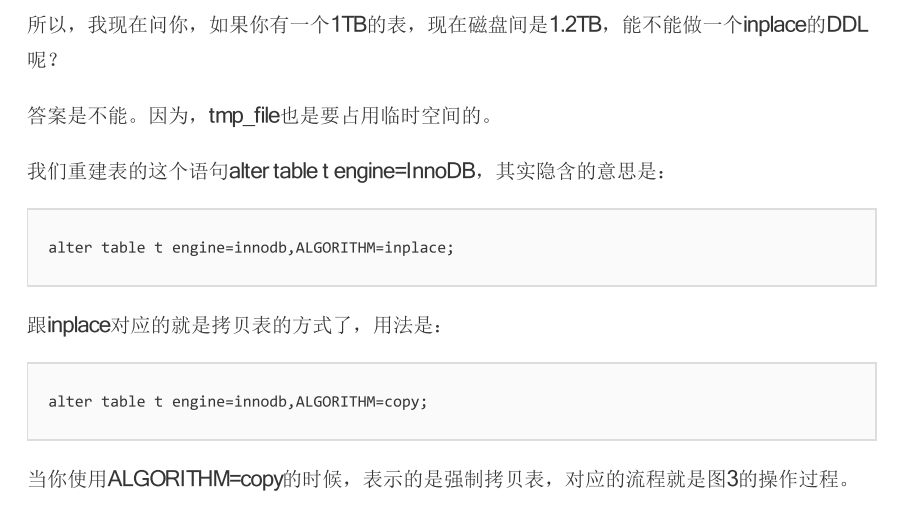 所以，我现在问你，如果你有一个1TB的表，现在磁盘间是1.2TB，能不能做一个inplace的DDL
呢？
答案是不能。因为，tmp_file也是要占用临时空间的。
我们重建表的这个语句alter table t engine=InnoDB，其实隐含的意思是：
alter table t engine=innodb,ALGORITHM=inplace;
跟inplace对应的就是拷贝表的方式了，用法是：
alter table t engine=innodb,ALGORITHM=copy;
当你使用ALGORITHM=copy的时候，表示的是强制拷贝表，对应的流程就是图3的操作过程。